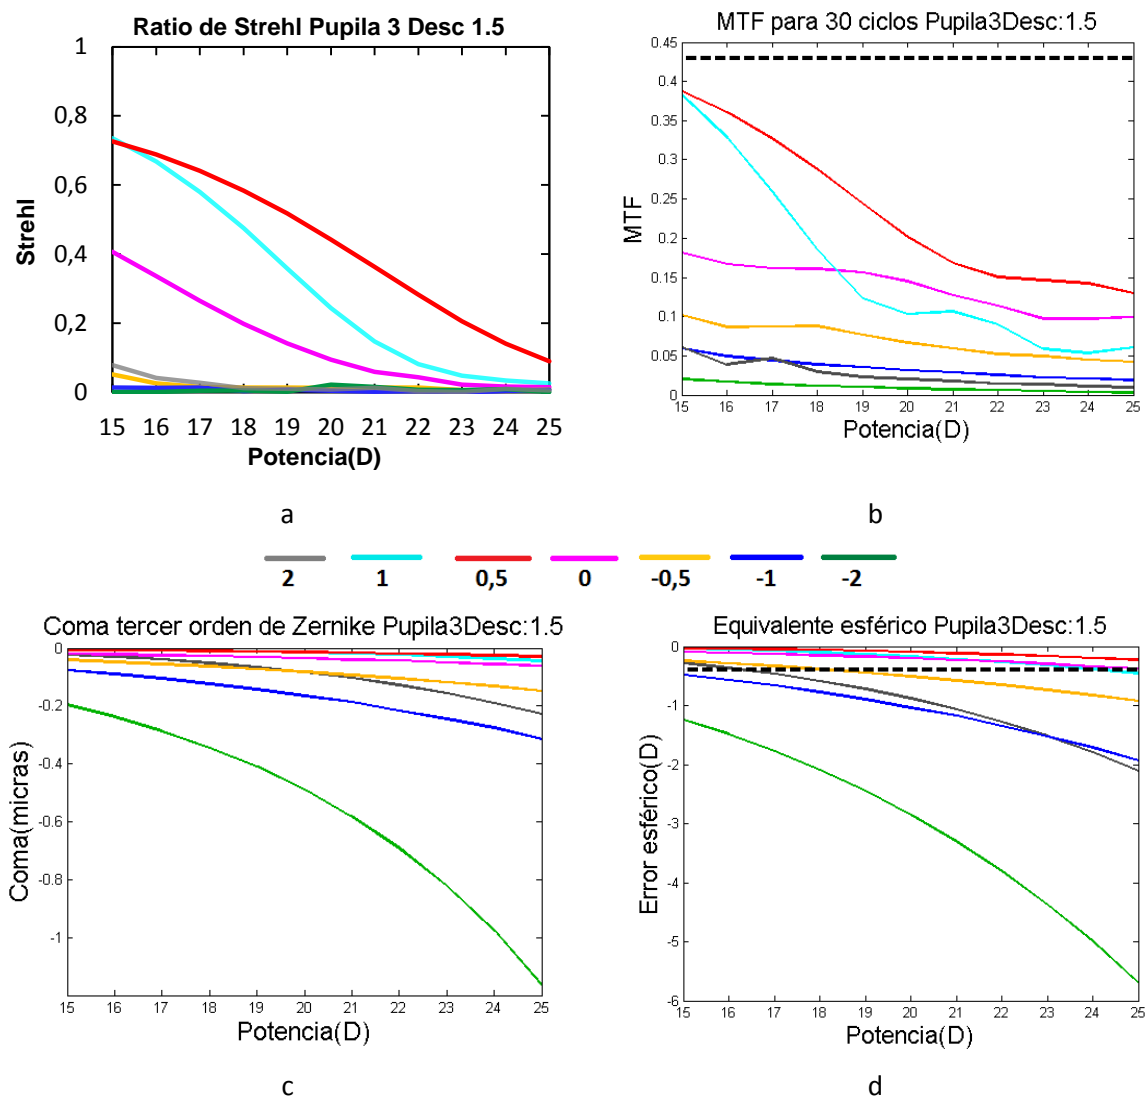 Ratio de Strehl Pupila 3 Desc 1.5
1
0,8
0,6
0,4
0,2
0
Strehl
15 16 17 18 19 20 21 22 23 24 25
Potencia(D)
a
MTF para 30 ciclos Pupila3Desc:1.5
0.45
0.4
0.35
0.3
0.25
0.2
0.15
0.1
0.05
0
MTF
15 16 17 18 19 20 21 22 23 24 25
Potencia(D)
b
2 1 0,5 0 -0,5 -1 -2
Coma tercer orden de Zernike Pupila3Desc:1.5
0
-0.2
-0.4
-0.6
-0.8
-1
Coma(micras)
15 16 17 18 19 20 21 22 23 24 25
Potencia(D)
c
Equivalente esférico Pupila3Desc:1.5
0
-1
-2
-3
-4
-5
-6
Error esférico(D)
15 16 17 18 19 20 21 22 23 24 25
Potencia(D)
d